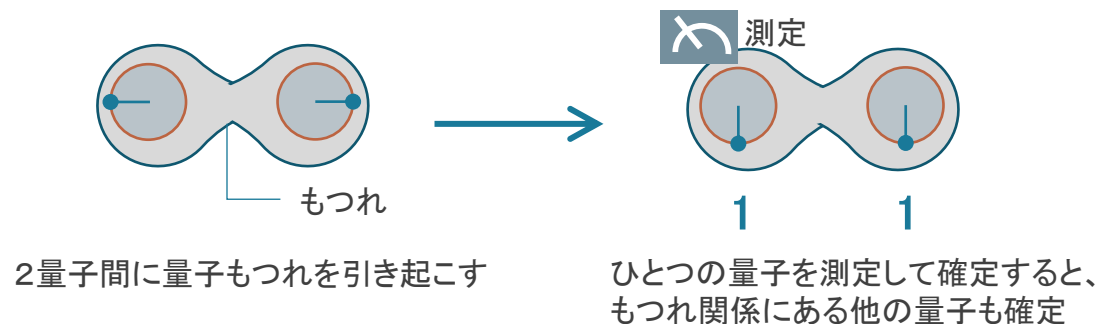 測定
もつれ
1 1
２量子間に量子もつれを引き起こす
ひとつの量子を測定して確定すると、
もつれ関係にある他の量子も確定